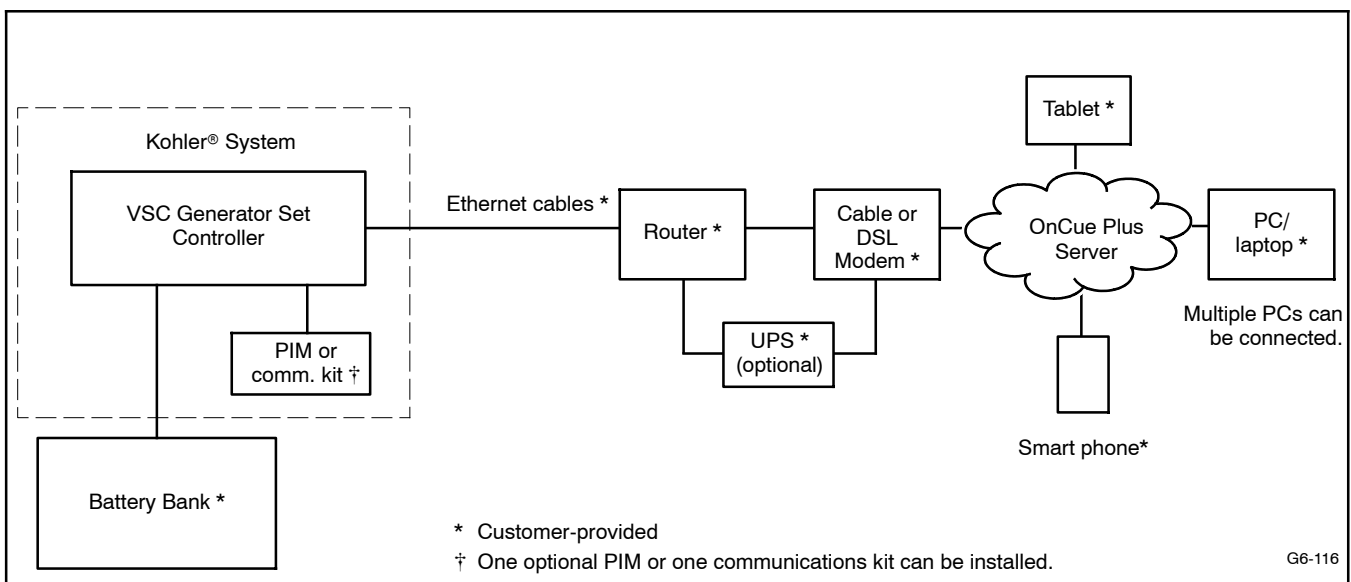 Kohler® System
VSC Generator Set
Controller
PIM or
comm. kit †
Battery Bank *
Ethernet cables *
Router *
Cable or
DSL
Modem *
UPS *
(optional)
OnCue Plus
Server
Tablet *
PC/
laptop *
Multiple PCs can
be connected.
Smart phone*
* Customer-provided
† One optional PIM or one communications kit can be installed.
G6-116